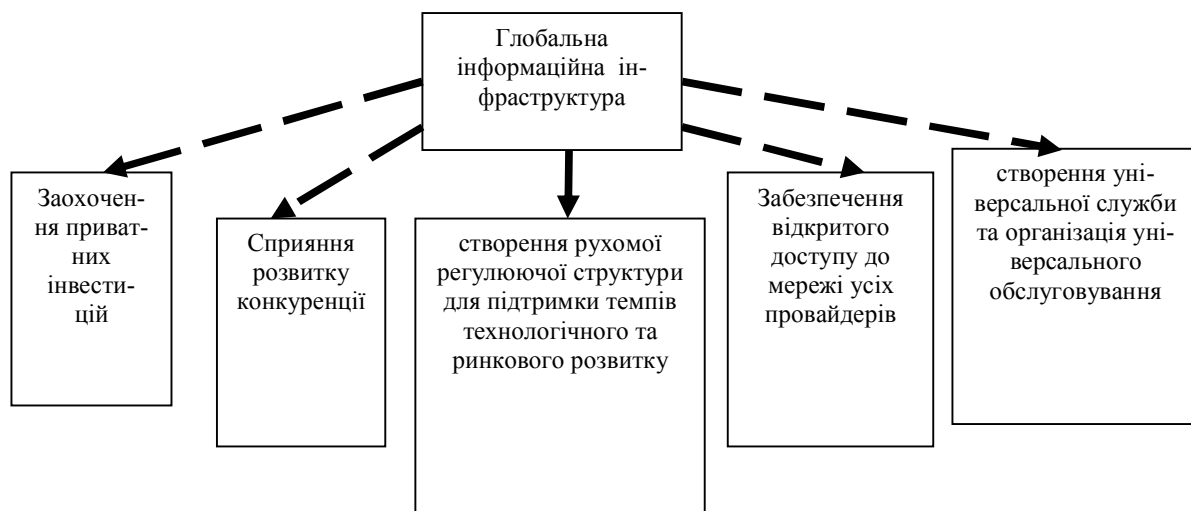 Глобальна
інформаційна ін-
фраструктура
Заохочен-
ня приват-
них
інвести-
цій
Сприяння
розвитку
конкуренції
створення рухомої
регулюючої структури
для підтримки темпів
технологічного та
ринкового розвитку
Забезпечення
відкритого
доступу до
мережі усіх
провайдерів
створення уні-
версальної служби
та організація уні-
версального
обслуговування